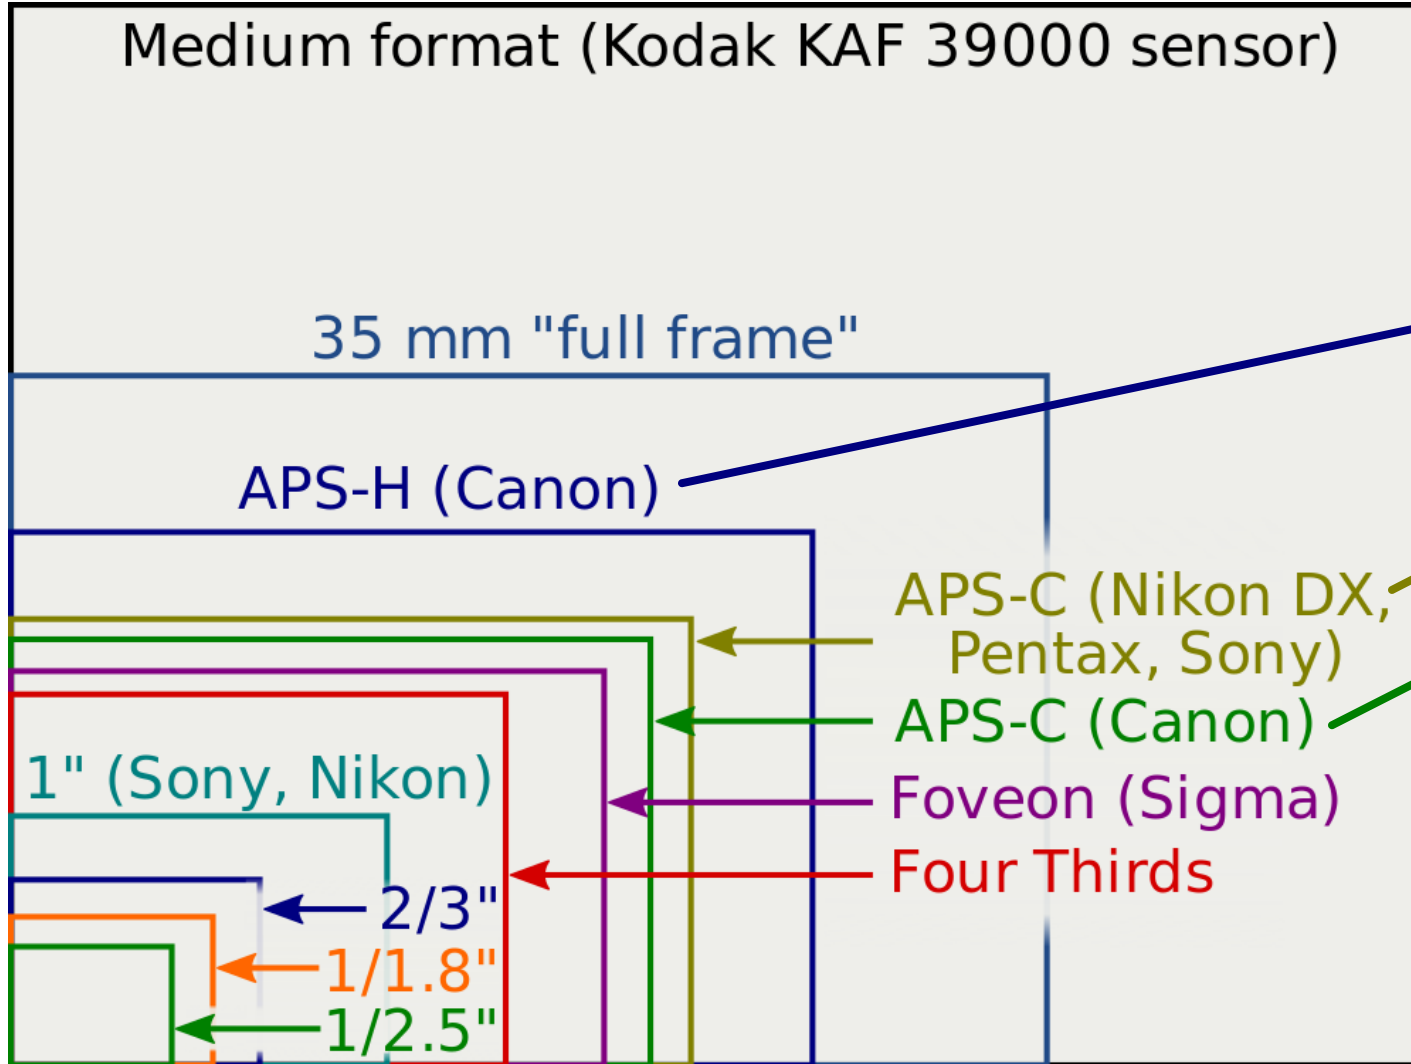 Medium format (Kodak KAF 39000 sensor)
35 mm "full frame"
APS-H (Canon)
APS-C (Nikon DX,
Pentax, Sony)
APS-C (Canon)
1" (Sony, Nikon)
Foveon (Sigma)
Four Thirds
2/3"
1/1.8"
1/2.5"